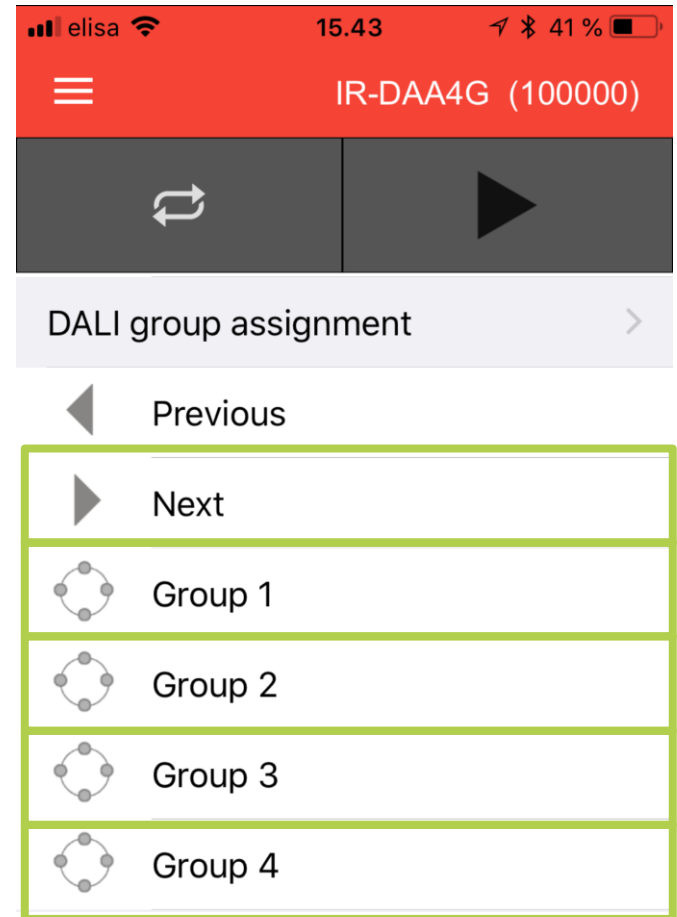 elisa 15.43 41 %
IR-DAA4G (100000)
DALI group assignment
Previous
Next
Group 1
Group 2
Group 3
Group 4